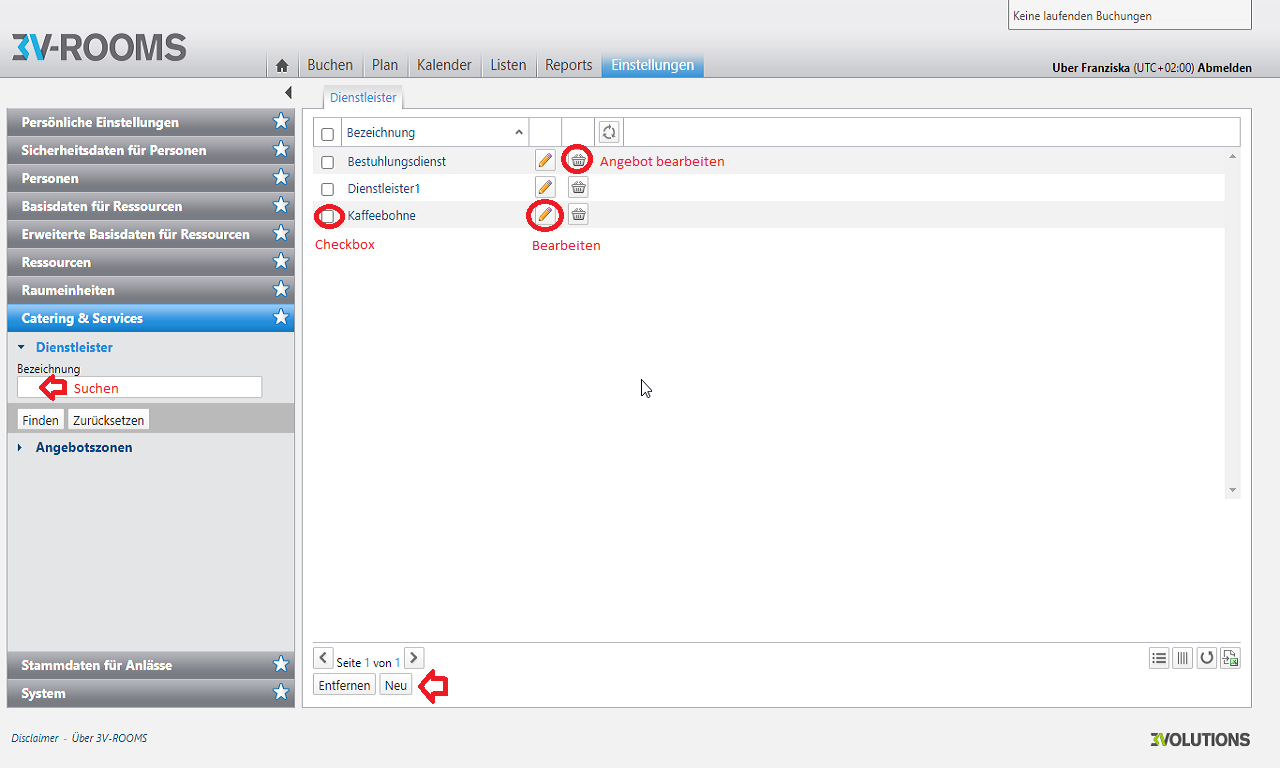 Keine laufenden Buchungen
3V-ROOMS
Buchen Plan Kalender Listen Reports Einstellungen
Uber Franziska (UTC+02:00) Abmelden
Dienstleister
Persönliche Einstellungen
Sicherheitsdaten für Personen
Personen
Basisdaten für Ressourcen
Erweiterte Basisdaten für Ressourcen
Ressourcen
Raumeinheiten
Catering & Services
Dienstleister
Bezeichnung
Suchen
Finden Zurücksetzen
Angebotszonen
Stammdaten für Anlässe
System
Bezeichnung
Bestuhlungsdienst Angebot bearbeiten
Dienstleister1
Kaffeebohne
Checkbox Bearbeiten
Seite 1 von 1
Entfernen Neu
Disclaimer - Über 3V-ROOMS
3VOLUTIONS